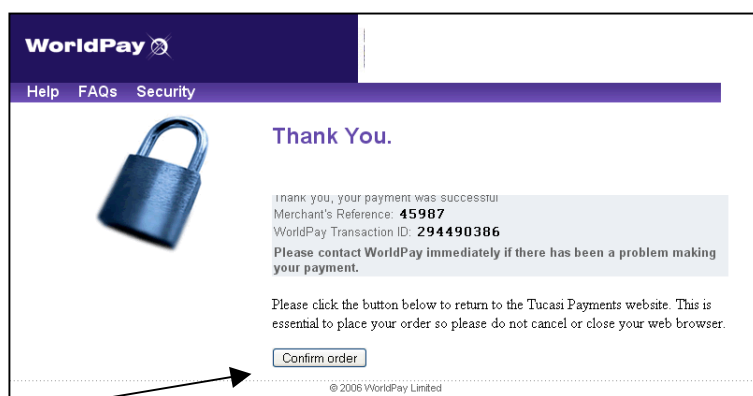 WorldPay
Help FAQs Security
Thank You.
Thank you, your payment was successful
Merchant's Reference: 45987
WorldPay Transaction ID: 294490386
Please contact WorldPay immediately if there has been a problem making
your payment.
Please click the button below to return to the Tucasi Payments website. This is
essential to place your order so please do not cancel or close your web browser.
Confirm order
© 2006 WorldPay Limited